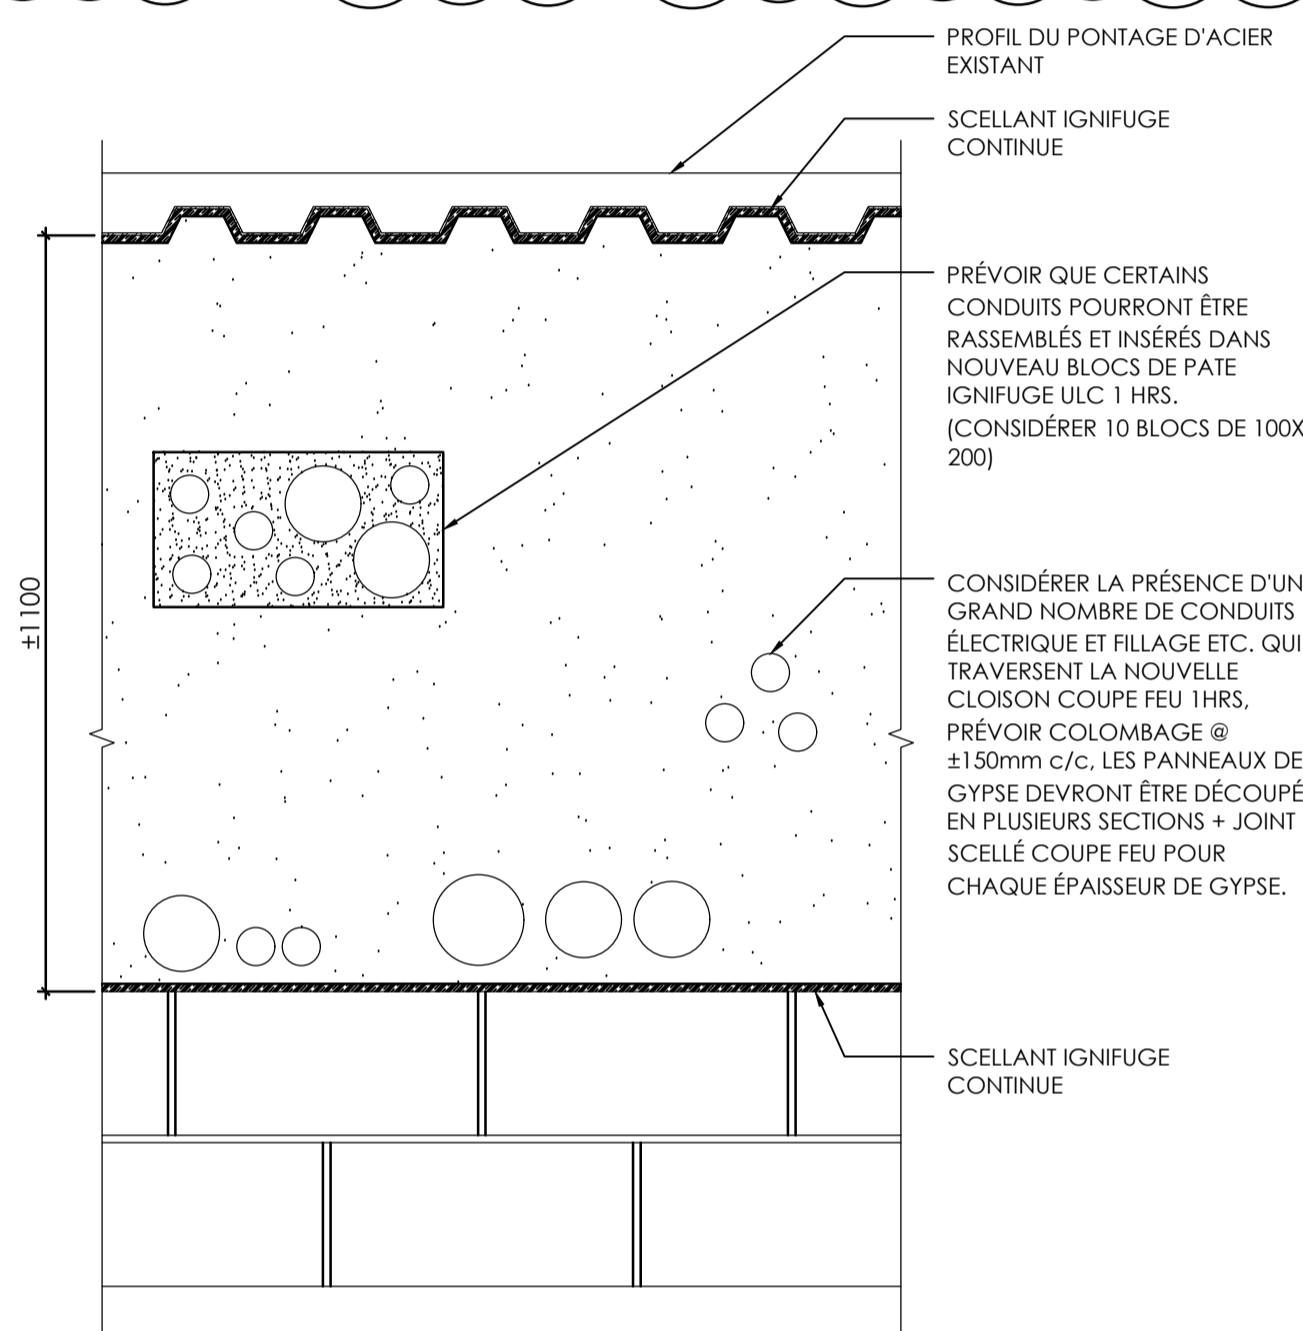 PROFIL DU PONTAGE D'ACIER
EXISTANT
SCELLANT IGNIFUGE
CONTINUE
PRÉVOIR QUE CERTAINS
CONDUITS POURRONT ÊTRE
RASSEMBLÉS ET INSÉRÉS DANS
NOUVEAU BLOCS DE PATE
IGNIFUGE ULC 1 HRS.
(CONSIDÉRER 10 BLOCS DE 100X
200)
±1100
CONSIDÉRER LA PRÉSENCE D'UN
GRAND NOMBRE DE CONDUITS
ÉLECTRIQUE ET FILLAGE ETC. QUI
TRAVERSENT LA NOUVELLE
CLOISON COUPE FEU 1HRS,
PRÉVOIR COLOMBAGE @
±150mm c/c, LES PANNEAUX DE
GYPSE DEVRONT ÊTRE DÉCOUPÉ
EN PLUSIEURS SECTIONS + JOINT
SCELLÉ COUPE FEU POUR
CHAQUE ÉPAISSEUR DE GYPSE.
SCELLANT IGNIFUGE
CONTINUE